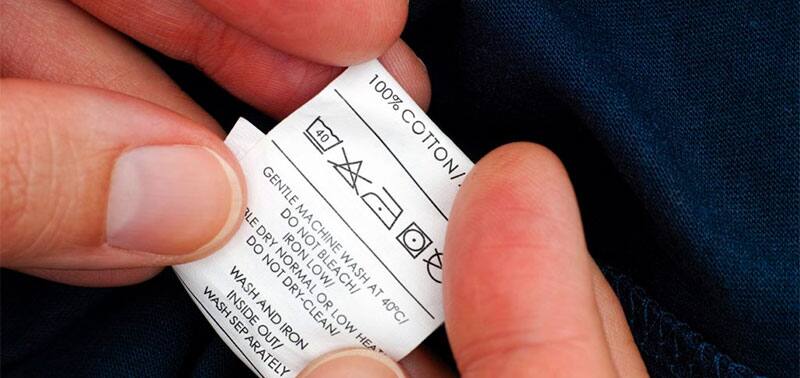 100% COTTON/
40
GENTLE MACHINE WASH AT 40°C/
DO NOT BLEACH/
IRON LOW/
DRY NORMAL OR LOW HEAT
DO NOT DRY-CLEAN/
WASH AND IRON
INSIDE OUT/
WASH SEPARATELY